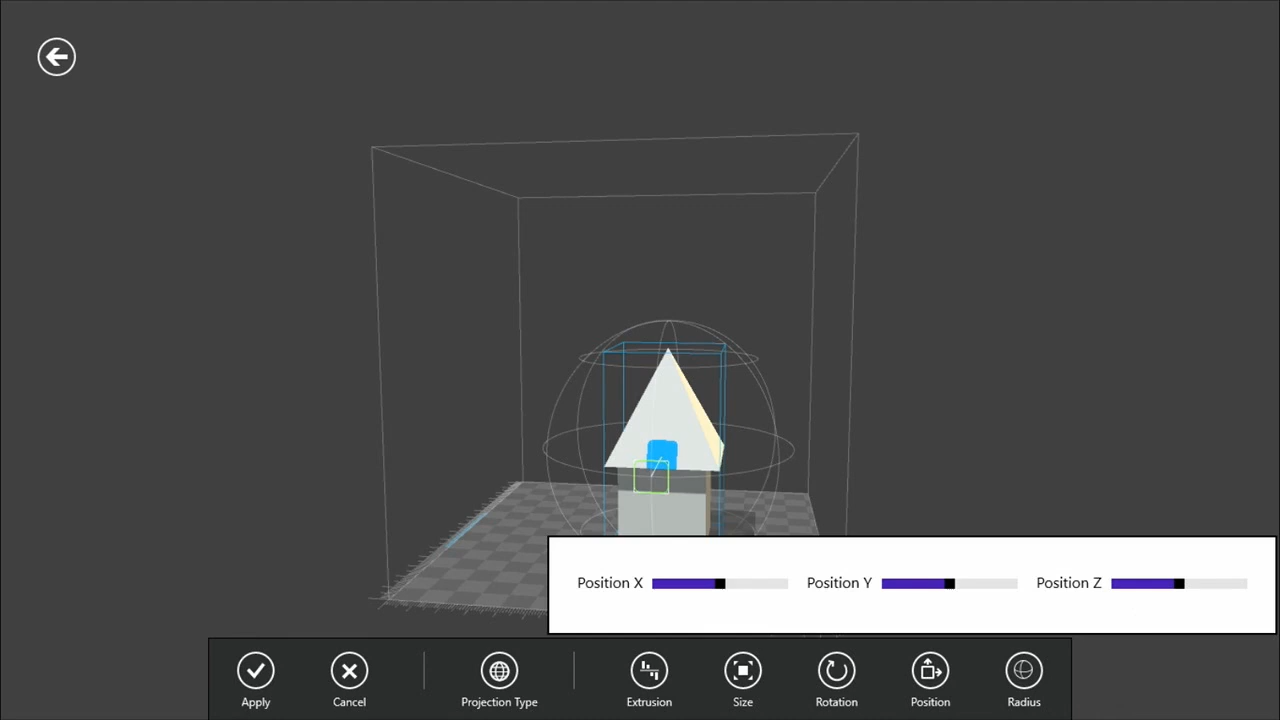 Position X
Position Y
Position Z
Apply
Cancel
Projection Type
Extrusion
Size
Rotation
Position
Radius